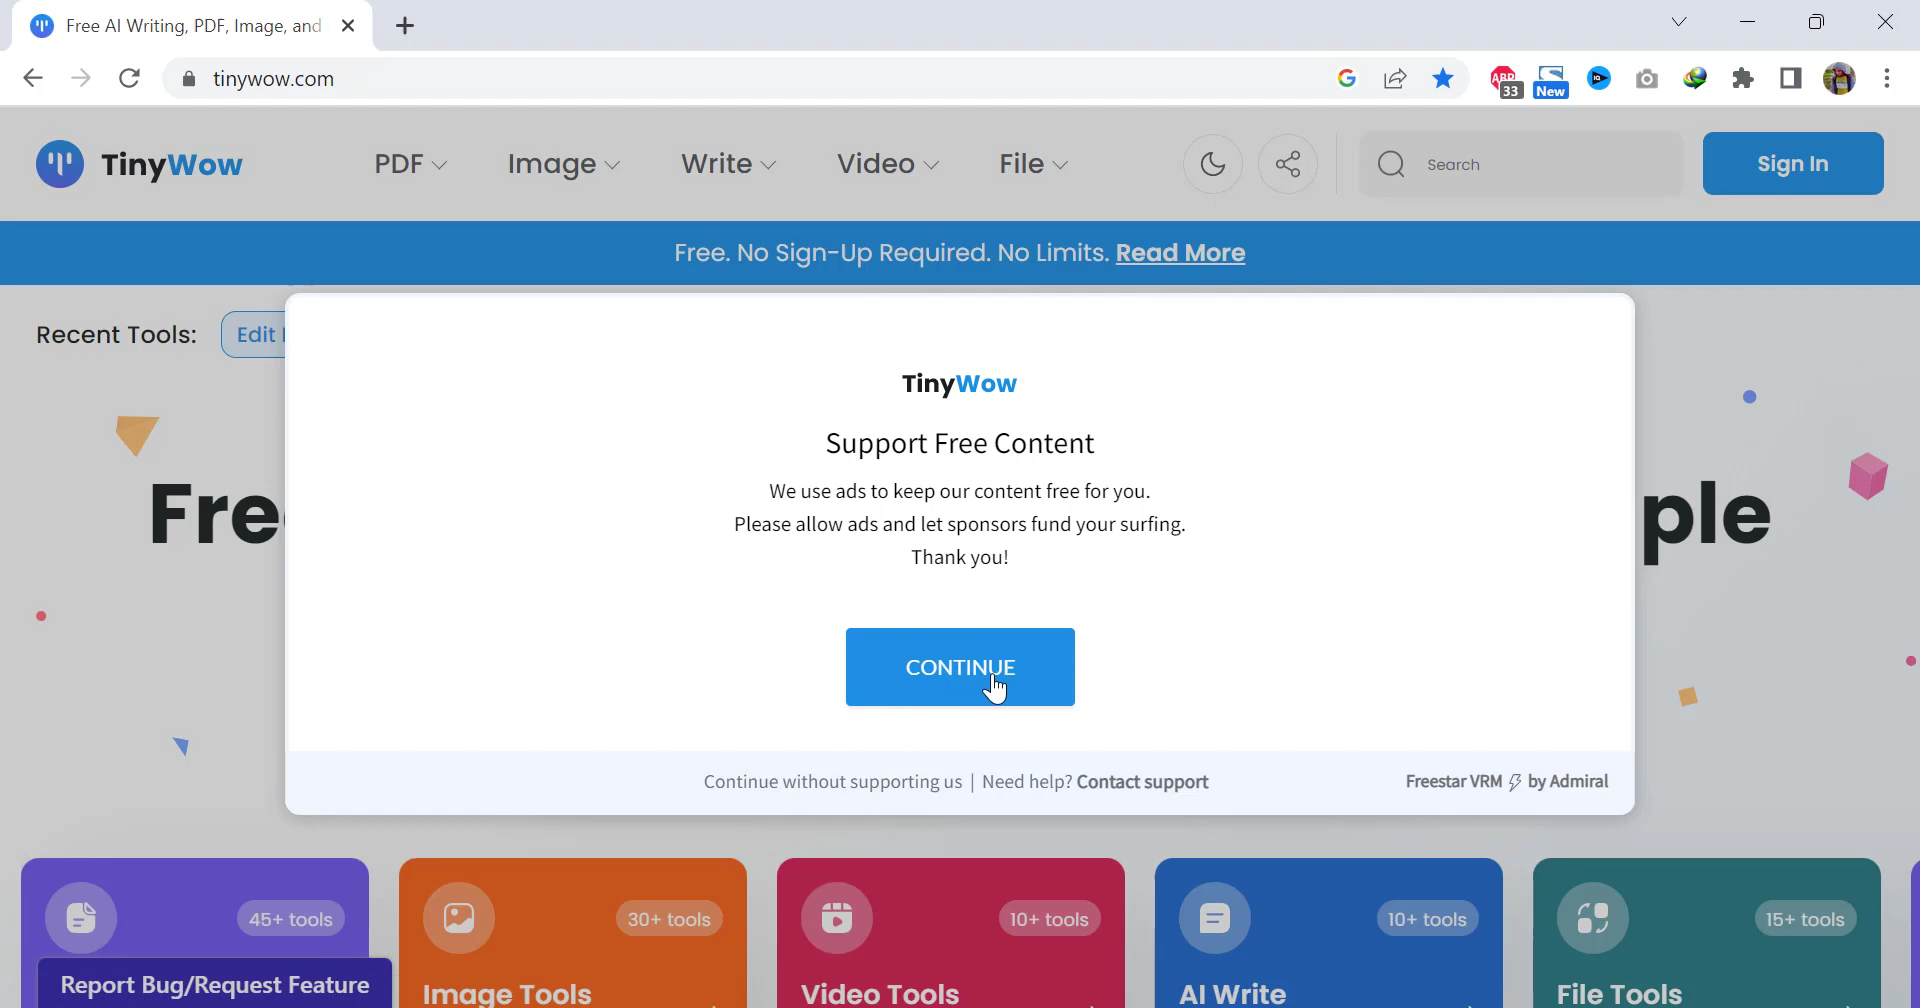 Free AI Writing, PDF, Image, and
tinywow.com
ABP
33
New
TinyWow
PDF
Image
Write
Video
File
Search
Sign In
Free. No Sign-Up Required. No Limits. Read More
Recent Tools:
Edit
TinyWow
Support Free Content
We use ads to keep our content free for you.
Please allow ads and let sponsors fund your surfing.
Thank you!
CONTINUE
Continue without supporting us | Need help? Contact support
Freestar VRM by Admiral
Fre
ple
45+ tools
30+ tools
10+ tools
10+ tools
15+ tools
Report Bug/Request Feature
Image Tools
Video Tools
AI Write
File Tools